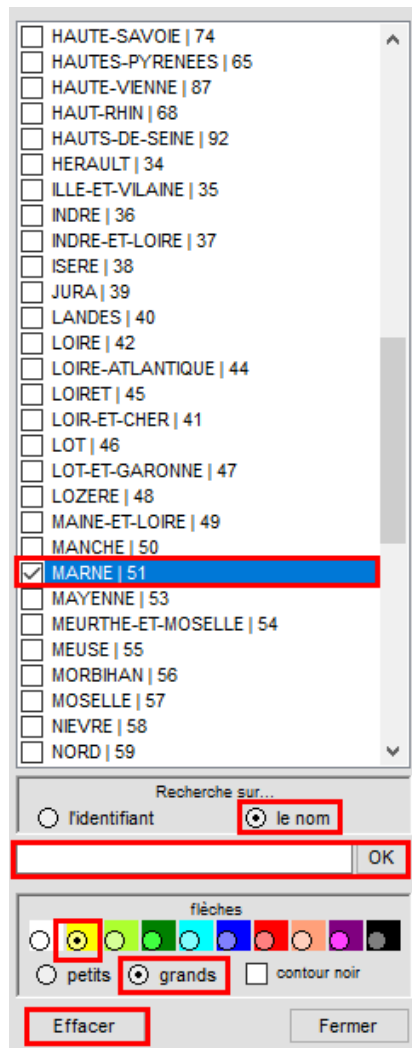 HAUTE-SAVOIE | 74
HAUTES-PYRENEES | 65
HAUTE-VIENNE | 87
HAUT-RHIN | 68
HAUTS-DE-SEINE | 92
HERAULT | 34
ILLE-ET-VILAINE | 35
INDRE | 36
INDRE-ET-LOIRE | 37
ISERE | 38
JURA | 39
LANDES | 40
LOIRE | 42
LOIRE-ATLANTIQUE | 44
LOIRET | 45
LOIR-ET-CHER | 41
LOT | 46
LOT-ET-GARONNE | 47
LOZERE | 48
MAINE-ET-LOIRE | 49
MANCHE | 50
MARNE | 51
MAYENNE | 53
MEURTHE-ET-MOSELLE | 54
MEUSE | 55
MORBIHAN | 56
MOSELLE | 57
NIEVRE | 58
NORD | 59
Recherche sur...
l'identifiant le nom
OK
flèches
petits grands contour noir
Effacer Fermer